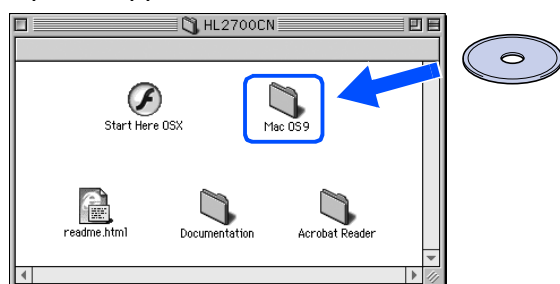 HL2700CN
Start Here OSX
Mac OS9
readme.html
Documentation
Acrobat Reader